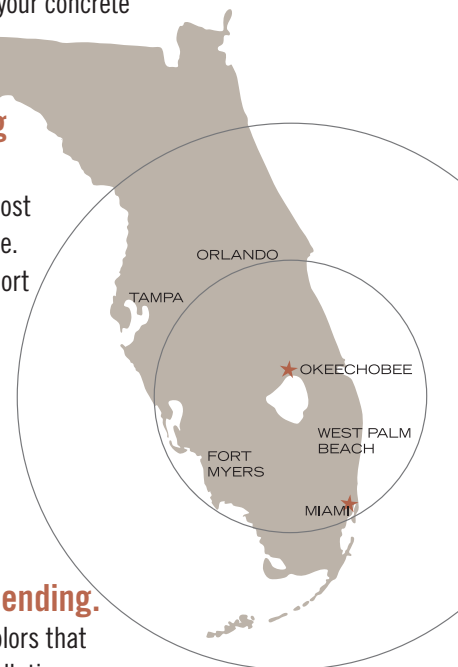 your concrete
g
ost
e.
ort
ORLANDO
TAMPA
OKEECHOBEE
WEST PALM
BEACH
FORT
MYERS
MIAMI
ending.
olors that